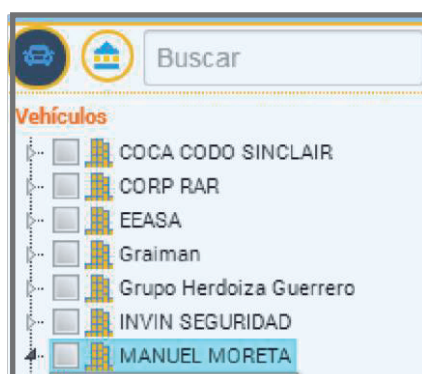 Buscar
Vehículos
COCA CODO SINCLAIR
CORP RAR
EEASA
Graiman
Grupo Herdoiza Guerrero
INVIN SEGURIDAD
MANUEL MORETA